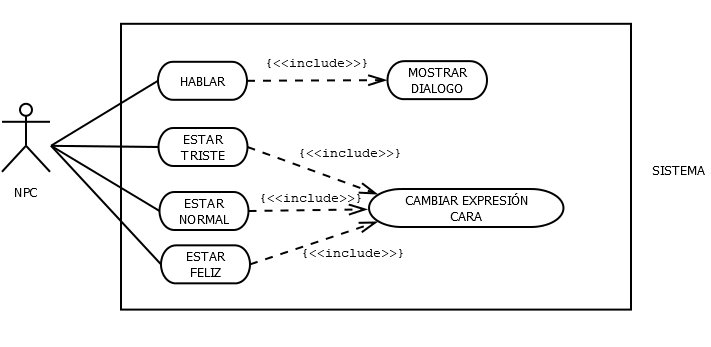 {<<include>>}
HABLAR
MOSTRAR
DIALOGO
ESTAR
TRISTE
{<<include>>}
SISTEMA
NPC
ESTAR
NORMAL
{<<include>>}
CAMBIAR EXPRESIÓN
CARA
ESTAR
FELIZ
{<<include>>}